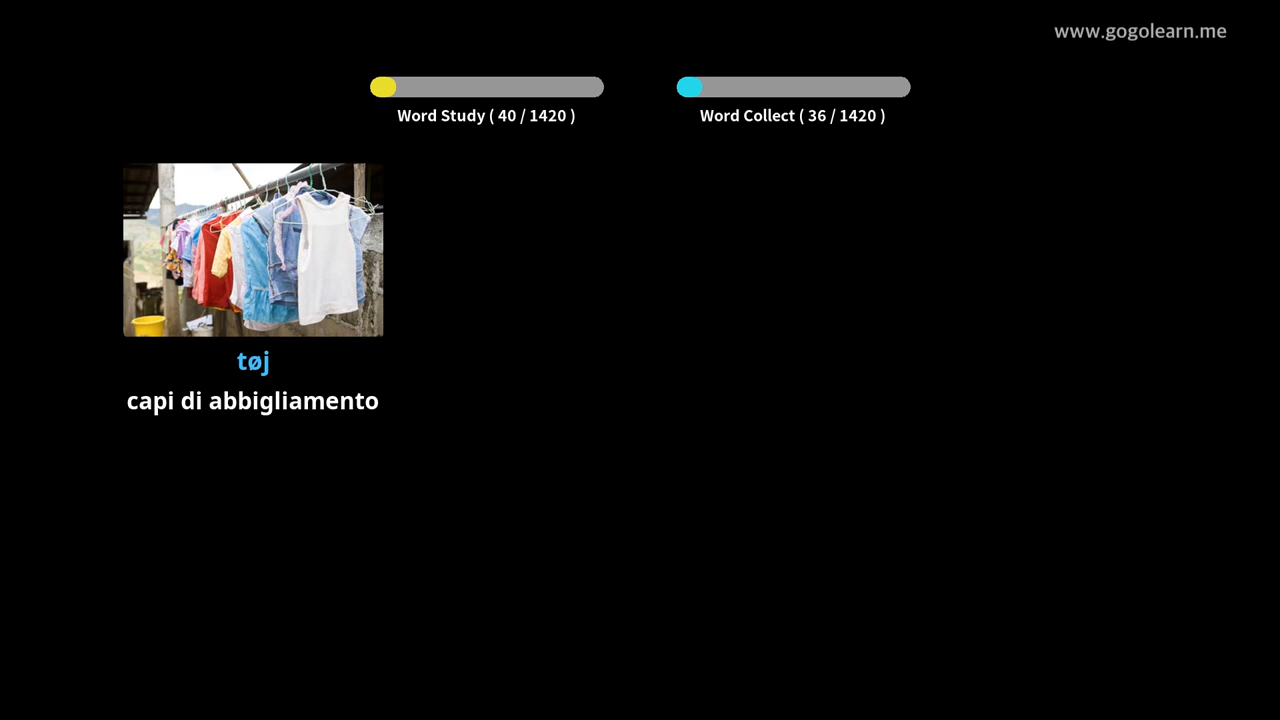 www.gogolearn.me
Word Study ( 40 / 1420 )
Word Collect ( 36 / 1420 )
tøj
capi di abbigliamento